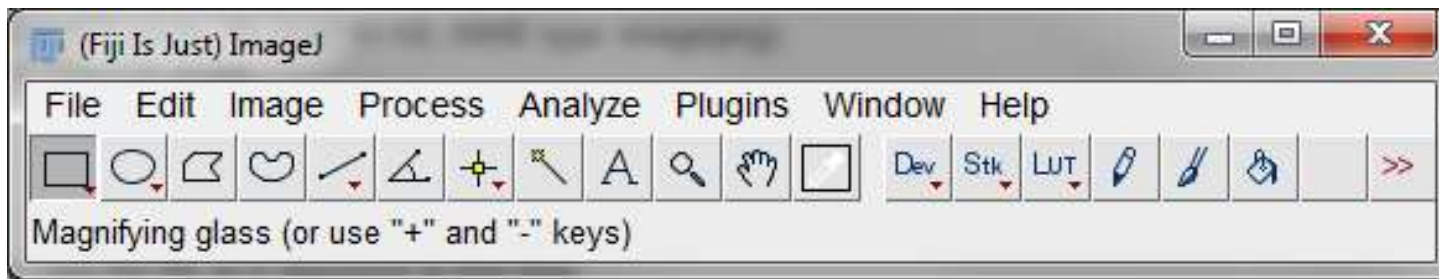 (Fiji Is Just) ImageJ
File Edit Image Process Analyze Plugins Window Help
A Dev Stk LUT >>
Magnifying glass (or use "+" and "-" keys)